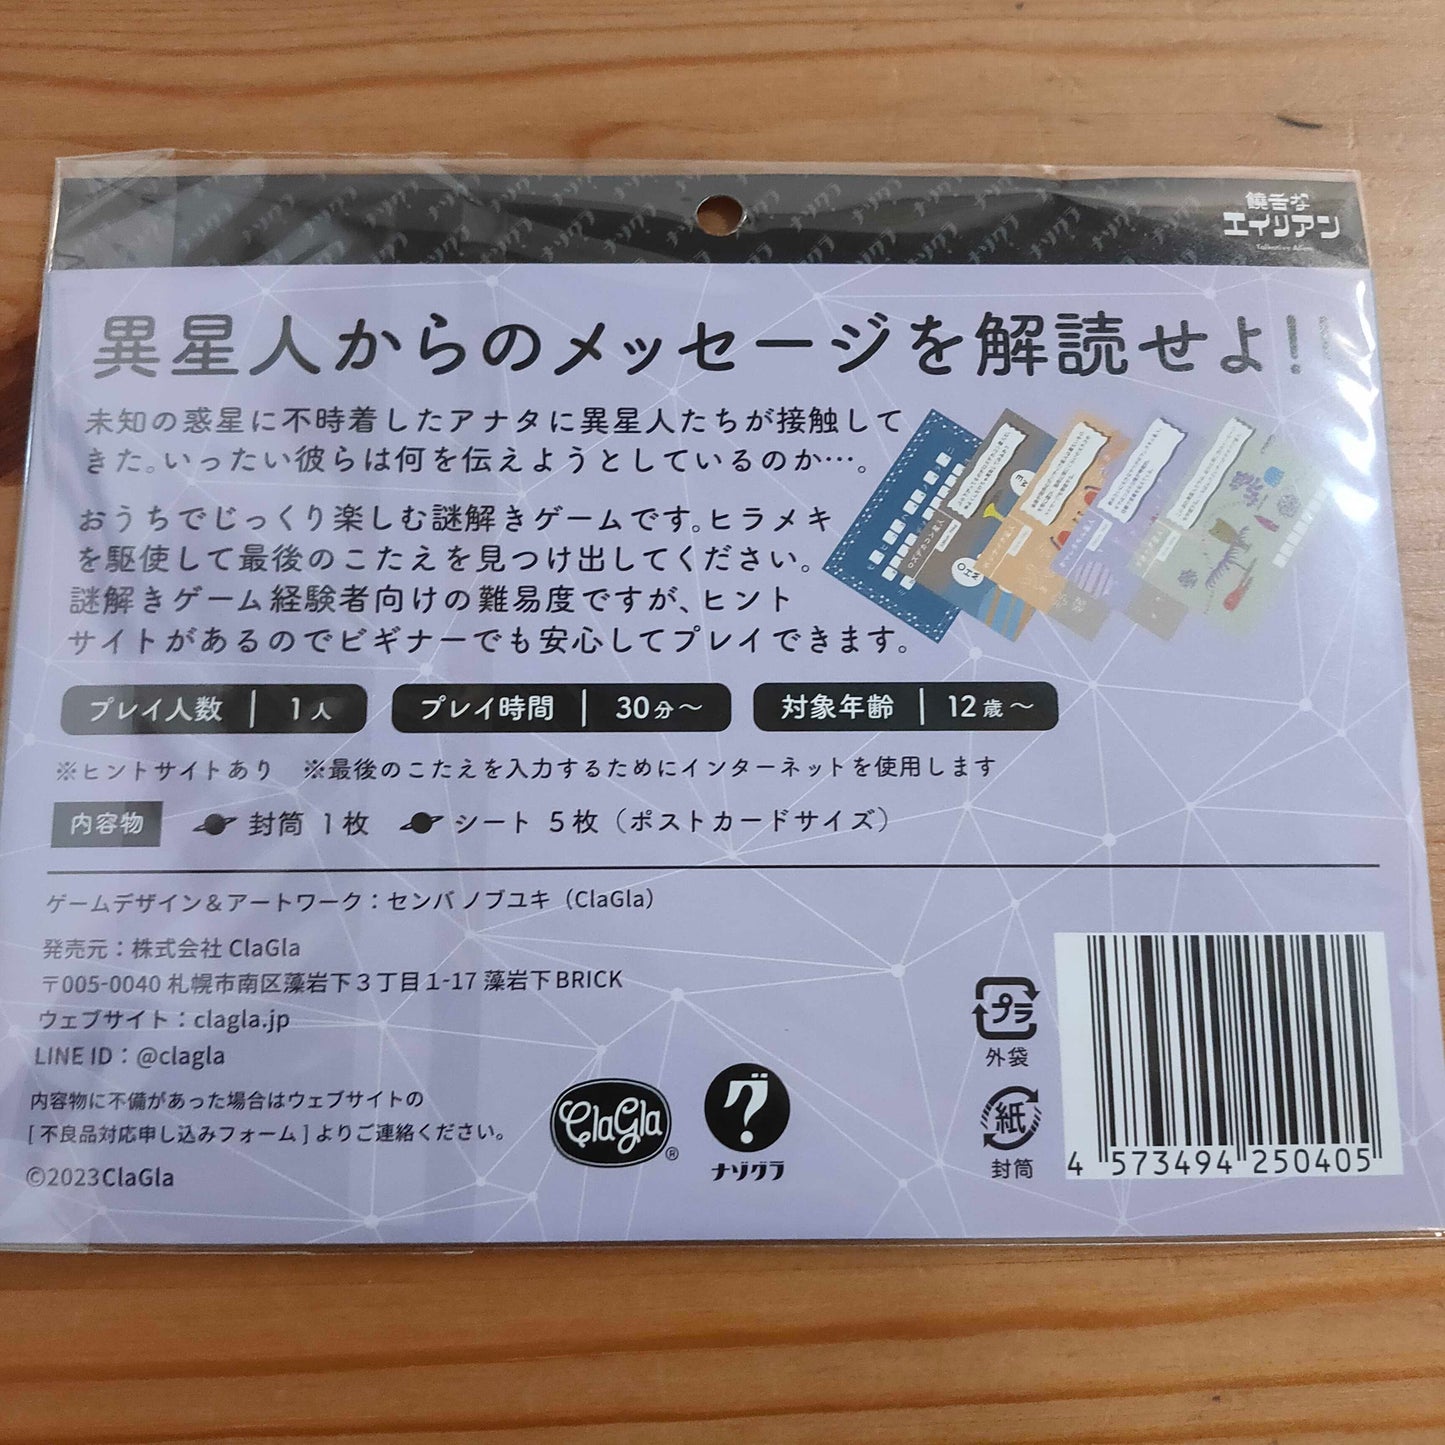 饒舌な
エイリアン
Talkative Alien
異星人からのメッセージを解読せよ!!
未知の惑星に不時着したアナタに異星人たちが接触して
きた。いったい彼らは何を伝えようとしているのか…。
おうちでじっくり楽しむ謎解きゲームです。ヒラメキ
を駆使して最後のこたえを見つけ出してください。
謎解きゲーム経験者向けの難易度ですが、ヒント
サイトがあるのでビギナーでも安心してプレイできます。
プレイ人数 | 1人 プレイ時間 | 30分〜 対象年齢 | 12歳〜
※ヒントサイトあり ※最後のこたえを入力するためにインターネットを使用します
内容物 封筒 1枚 シート 5枚（ポストカードサイズ）
ゲームデザイン＆アートワーク：センバ ノブユキ（ClaGla）
発売元：株式会社 ClaGla
〒005-0040 札幌市南区藻岩下3丁目1-17 藻岩下BRICK
ウェブサイト：clagla.jp
LINE ID：@clagla
内容物に不備があった場合はウェブサイトの
[ 不良品対応申し込みフォーム ] よりご連絡ください。
©2023ClaGla
ClaGla®
グ
ナゾグラ
プラ
外袋
紙
封筒
4 573494 250405